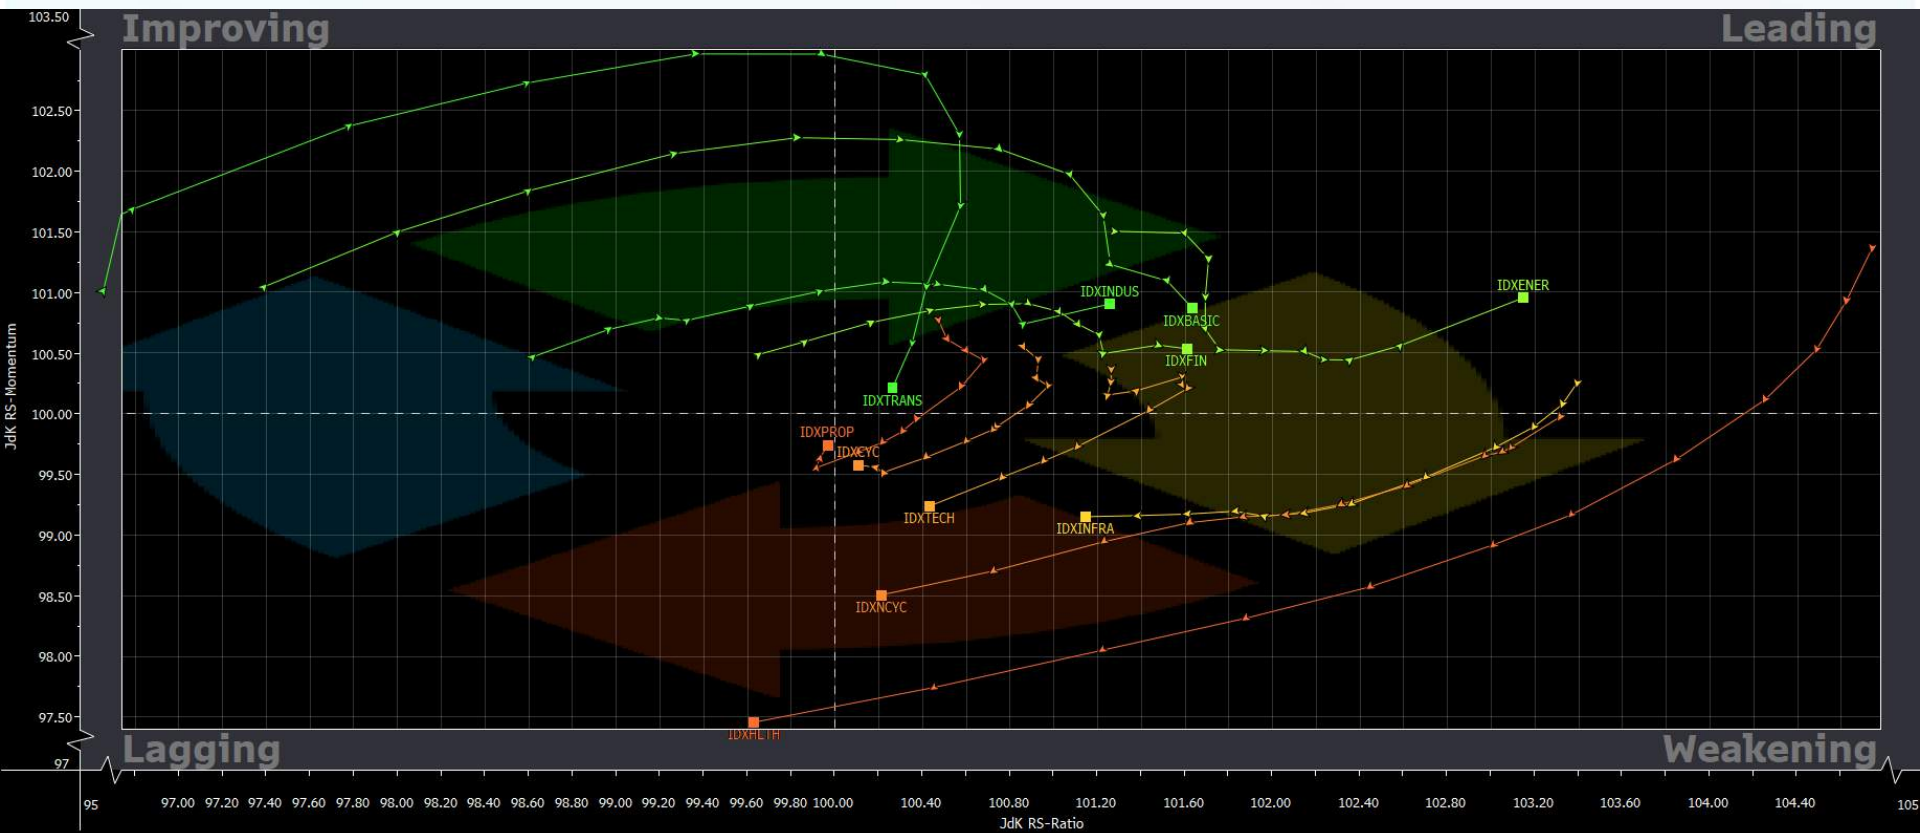 103.50
Improving
Leading
102.50
102.00
101.50
101.00
100.50
100.00
99.50
99.00
98.50
98.00
97.50
97
JdK RS-Momentum
IDXENER
IDXINDUS
IDXBASIC
IDXFIN
IDXTRANS
IDXPROP
IDXCYC
IDXTECH
IDXINFRA
IDXNCYC
IDXHLTH
Lagging
Weakening
95
97.00
97.20
97.40
97.60
97.80
98.00
98.20
98.40
98.60
98.80
99.00
99.20
99.40
99.60
99.80
100.00
100.40
100.80
101.20
101.60
102.00
102.40
102.80
103.20
103.60
104.00
104.40
105
JdK RS-Ratio